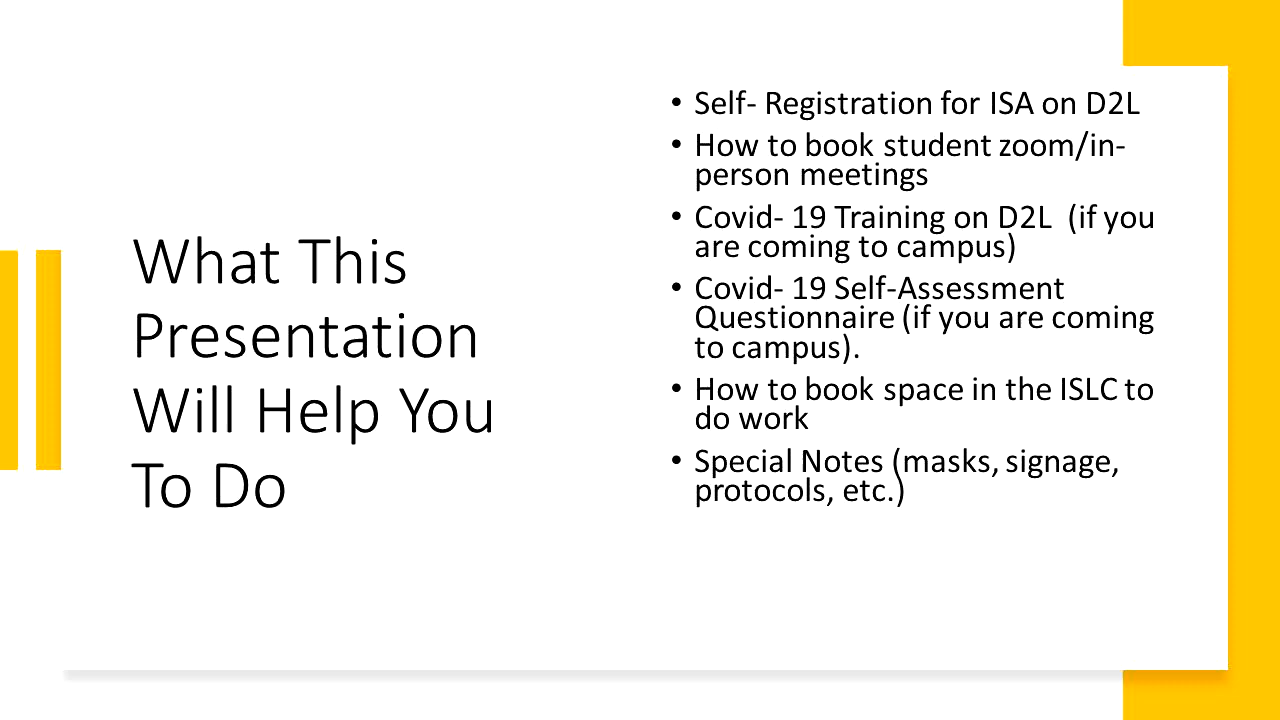 What This
Presentation
Will Help You
To Do
• Self- Registration for ISA on D2L
• How to book student zoom/in-
person meetings
• Covid- 19 Training on D2L  (if you
are coming to campus)
• Covid- 19 Self-Assessment
Questionnaire (if you are coming
to campus).
• How to book space in the ISLC to
do work
• Special Notes (masks, signage,
protocols, etc.)